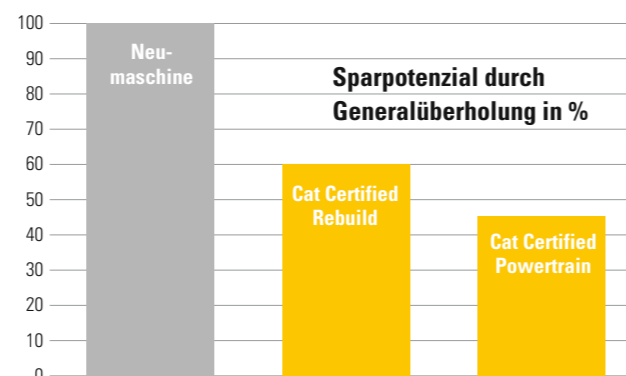 100
90
80
70
60
50
40
30
20
10
0
Neu-
maschine
Sparpotenzial durch
Generalüberholung in %
Cat Certified
Rebuild
Cat Certified
Powertrain